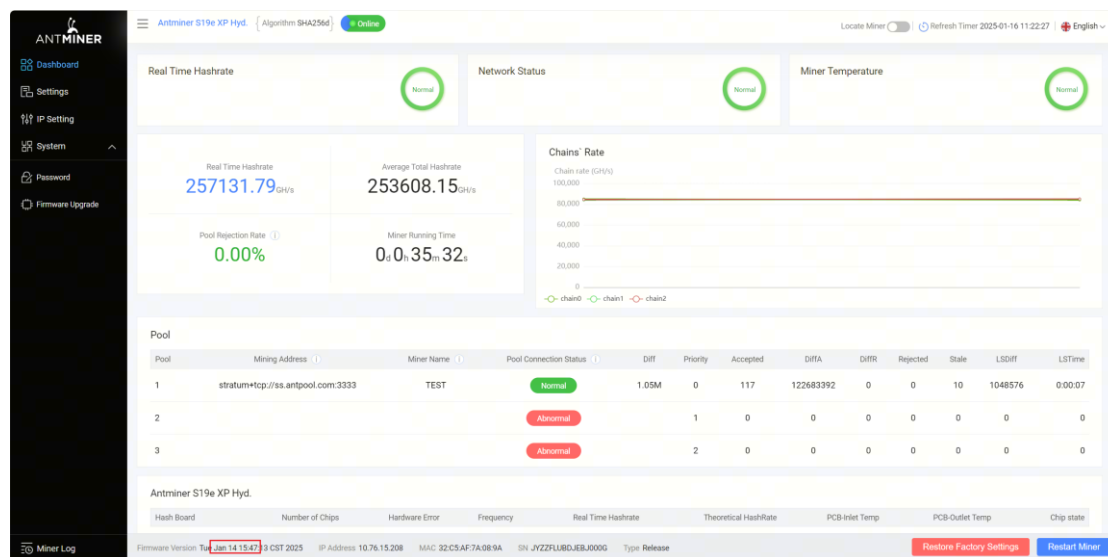 ANTMINER
Antminer S19e XP Hyd. { Algorithm SHA256d } Online
Locate Miner Refresh Timer 2025-01-16 11:22:27 English
Dashboard
Settings
IP Setting
System
Password
Firmware Upgrade
Miner Log
Real Time Hashrate Normal
Network Status Normal
Miner Temperature Normal
Real Time Hashrate
257131.79GH/s
Average Total Hashrate
253608.15GH/s
Pool Rejection Rate
0.00%
Miner Running Time
0d 0h 35m 32s
Chains` Rate
Chain rate (GH/s)
100,000
80,000
60,000
40,000
20,000
0
chain0 chain1 chain2
Pool
Pool Mining Address Miner Name Pool Connection Status Diff Priority Accepted DiffA DiffR Rejected Stale LSDiff LSTime
1 stratum+tcp://ss.antpool.com:3333 TEST Normal 1.05M 0 117 122683392 0 0 10 1048576 0:00:07
2 Abnormal 1 0 0 0 0 0 0 0
3 Abnormal 2 0 0 0 0 0 0 0
Antminer S19e XP Hyd.
Hash Board Number of Chips Hardware Error Frequency Real Time Hashrate Theoretical HashRate PCB-Inlet Temp PCB-Outlet Temp Chip state
Firmware Version Tue Jan 14 15:47:13 CST 2025 IP Address 10.76.15.208 MAC 32:C5:AF:7A:08:9A SN JYZZFLUBDJEBJ000G Type Release
Restore Factory Settings Restart Miner